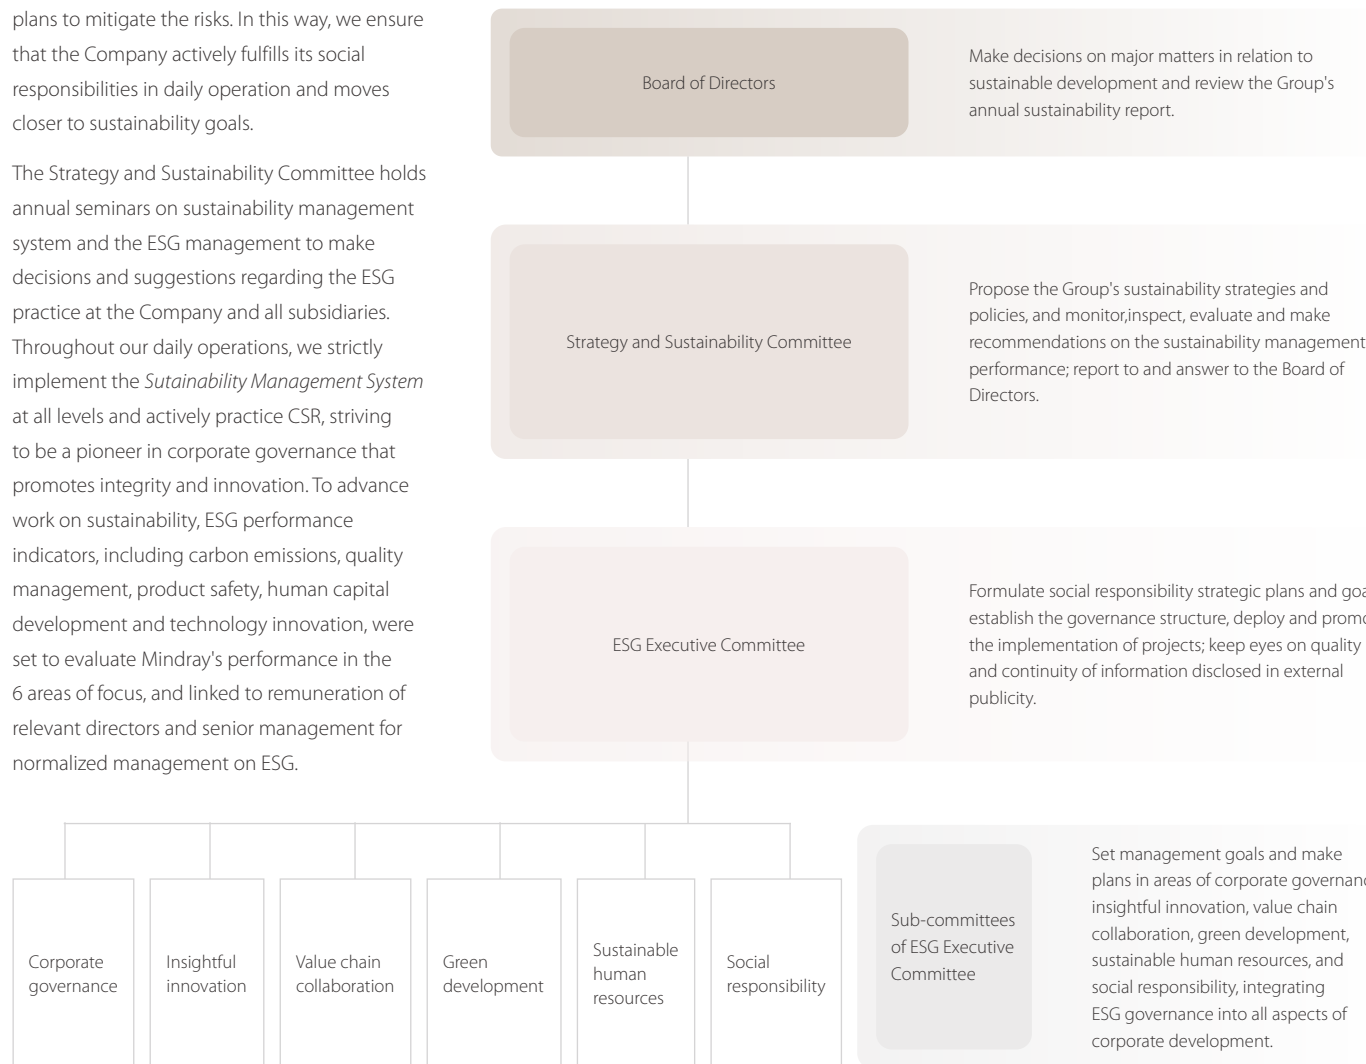 plans to mitigate the risks. In this way, we ensure
that the Company actively fulfills its social
responsibilities in daily operation and moves
closer to sustainability goals.
The Strategy and Sustainability Committee holds
annual seminars on sustainability management
system and the ESG management to make
decisions and suggestions regarding the ESG
practice at the Company and all subsidiaries.
Throughout our daily operations, we strictly
implement the Sutainability Management System
at all levels and actively practice CSR, striving
to be a pioneer in corporate governance that
promotes integrity and innovation. To advance
work on sustainability, ESG performance
indicators, including carbon emissions, quality
management, product safety, human capital
development and technology innovation, were
set to evaluate Mindray's performance in the
6 areas of focus, and linked to remuneration of
relevant directors and senior management for
normalized management on ESG.
Board of Directors
Make decisions on major matters in relation to
sustainable development and review the Group's
annual sustainability report.
Strategy and Sustainability Committee
Propose the Group's sustainability strategies and
policies, and monitor,inspect, evaluate and make
recommendations on the sustainability management
performance; report to and answer to the Board of
Directors.
ESG Executive Committee
Formulate social responsibility strategic plans and
establish the governance structure, deploy and
the implementation of projects; keep eyes on quality
and continuity of information disclosed in external
publicity.
Corporate
governance
Insightful
innovation
Value chain
collaboration
Green
development
Sustainable
human
resources
Social
responsibility
Sub-committees
of ESG Executive
Committee
Set management goals and make
plans in areas of corporate
insightful innovation, value chain
collaboration, green development,
sustainable human resources, and
social responsibility, integrating
ESG governance into all aspects of
corporate development.